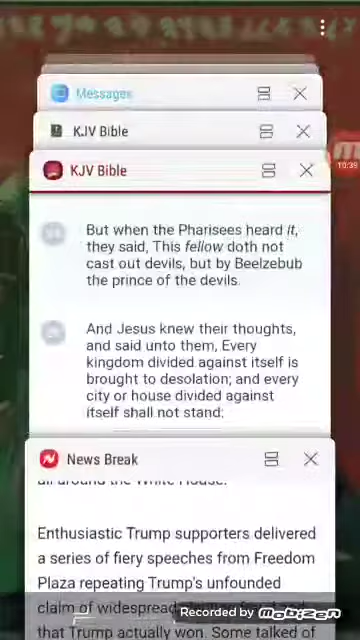 Messages
KJV Bible
KJV Bible
10:39
But when the Pharisees heard it,
they said, This fellow doth not
cast out devils, but by Beelzebub
the prince of the devils.
And Jesus knew their thoughts,
and said unto them, Every
kingdom divided against itself is
brought to desolation; and every
city or house divided against
itself shall not stand:
News Break
all around the White House.
Enthusiastic Trump supporters delivered
a series of fiery speeches from Freedom
Plaza repeating Trump's unfounded
claim of widespread
that Trump actually won. Some talked of
Recorded by MOBIZEN